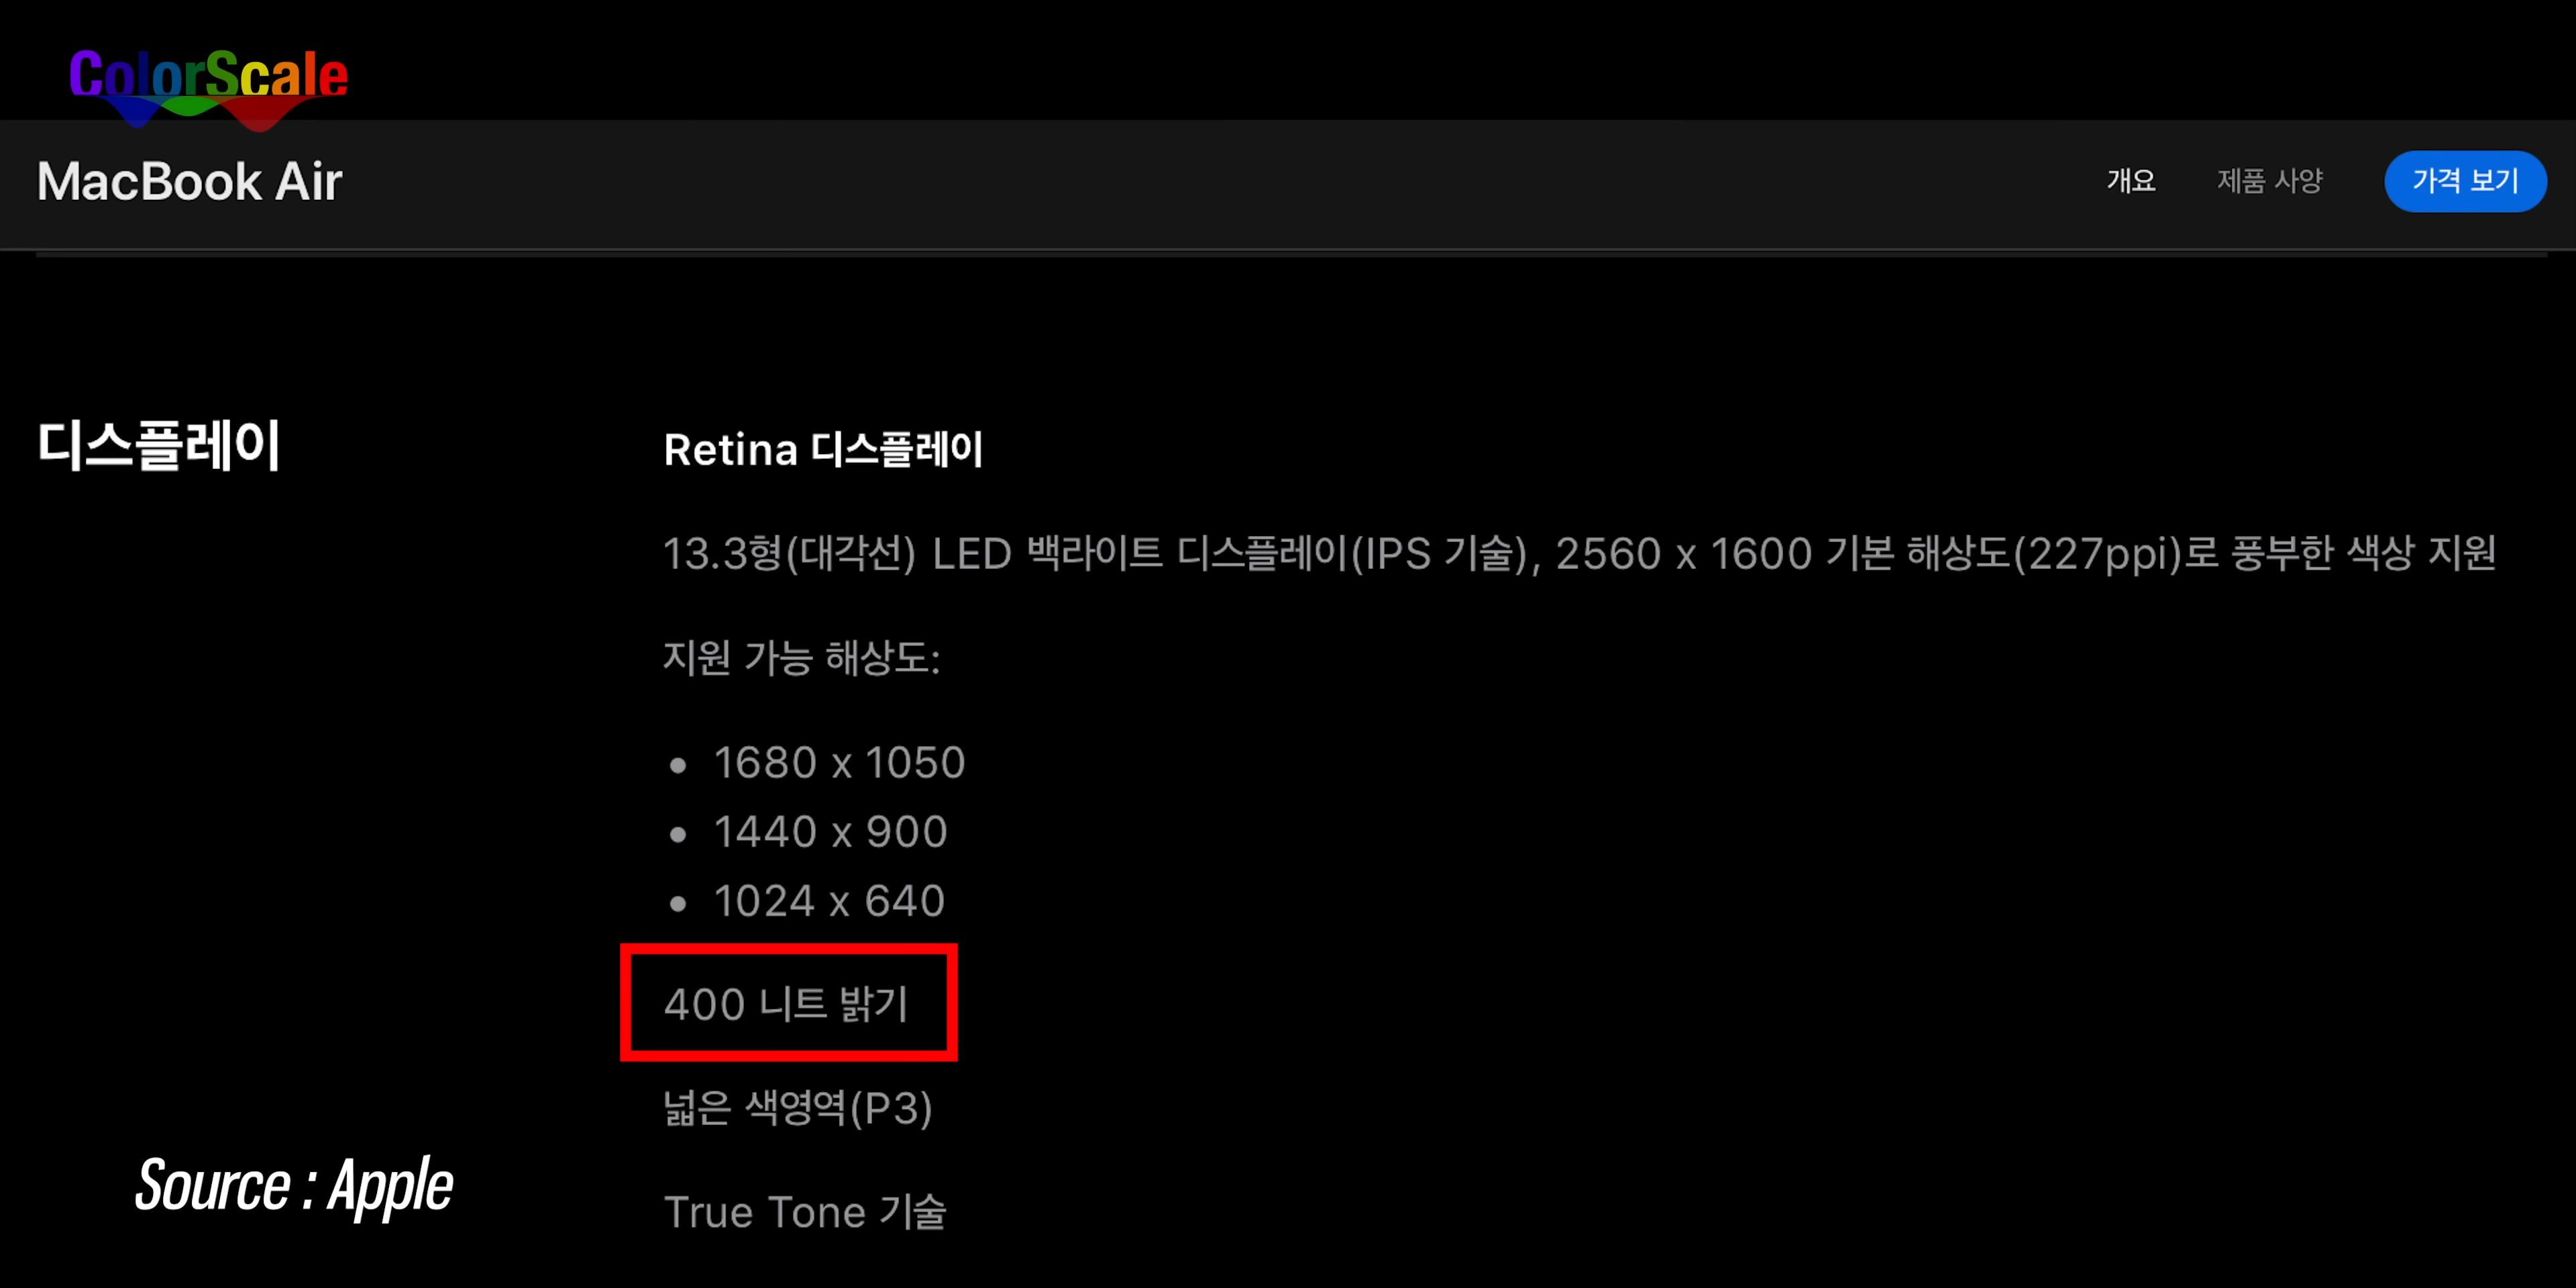 ColorScale
MacBook Air
개요
제품 사양
가격 보기
디스플레이
Retina 디스플레이
13.3형(대각선) LED 백라이트 디스플레이(IPS 기술), 2560 x 1600 기본 해상도(227ppi)로 풍부한 색상 지원
지원 가능 해상도:
• 1680 x 1050
• 1440 x 900
• 1024 x 640
400 니트 밝기
넓은 색영역(P3)
True Tone 기술
Source : Apple